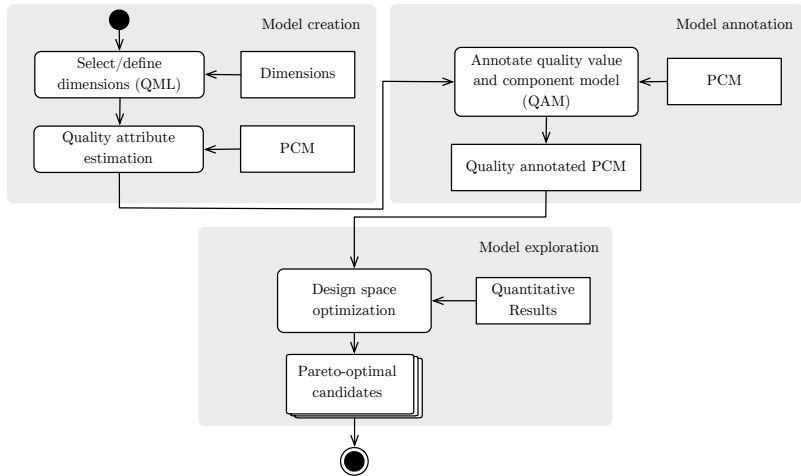 Model creation
Select/define
dimensions (QML)
Dimensions
Quality attribute
estimation
PCM
Model annotation
Annotate quality value
and component model
(QAM)
PCM
Quality annotated PCM
Model exploration
Design space
optimization
Quantitative
Results
Pareto-optimal
candidates